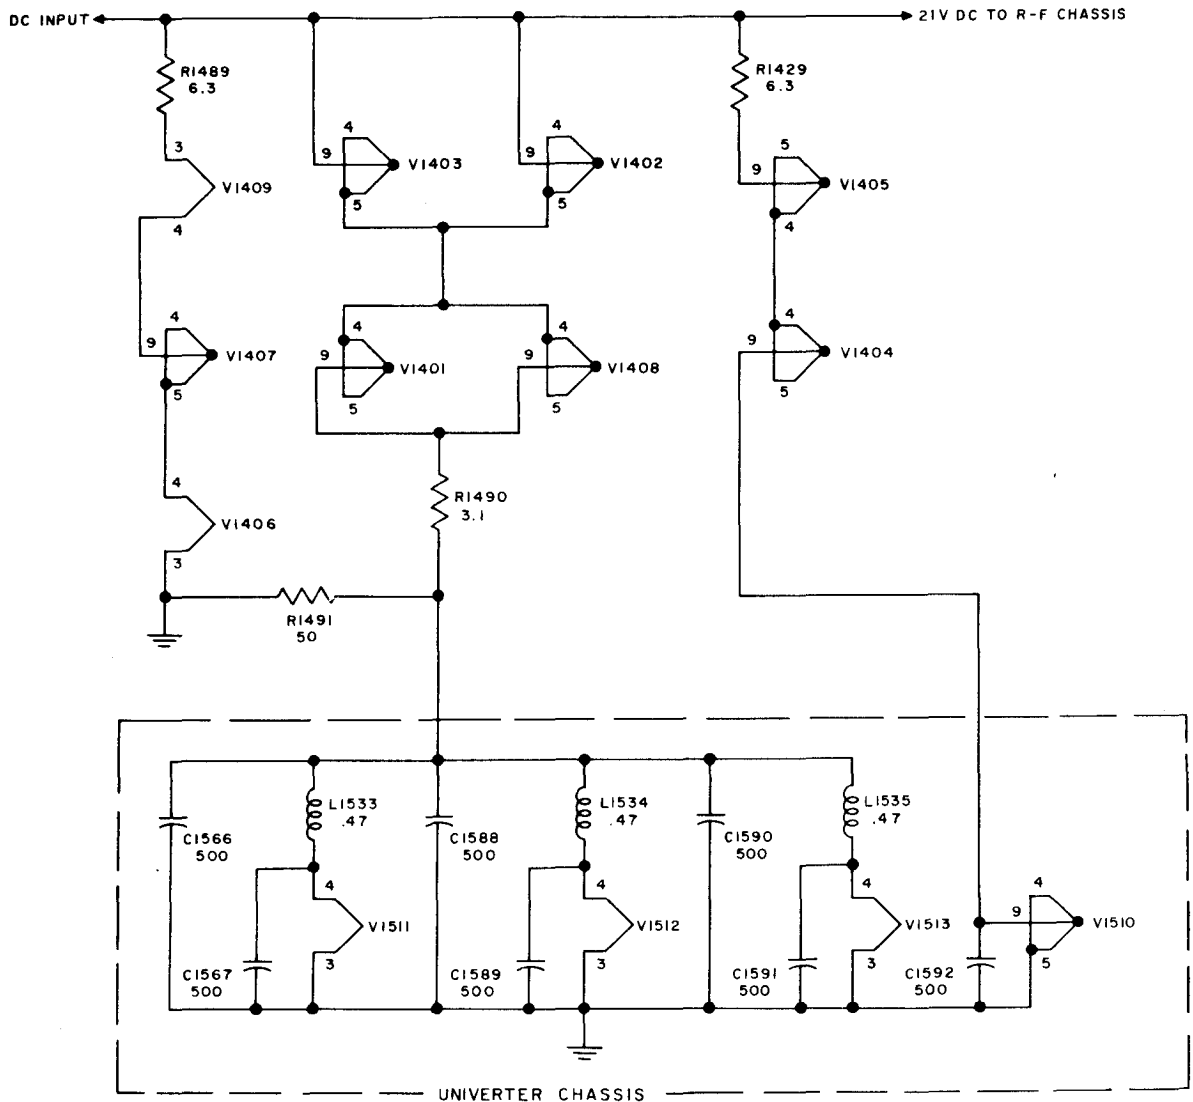 DC INPUT
21V DC TO R-F CHASSIS
R1489
6.3
R1429
6.3
3
V1409
4
4
9
V1403
5
4
9
V1402
5
5
9
V1405
4
4
9
V1407
5
4
9
V1401
5
4
9
V1408
5
4
9
V1404
5
4
V1406
3
R1490
3.1
R1491
50
C1566
500
L1533
.47
C1588
500
L1534
.47
C1590
500
L1535
.47
4
V1511
3
C1567
500
4
V1512
3
C1589
500
4
V1513
3
C1591
500
4
9
V1510
5
C1592
500
UNIVERTER CHASSIS